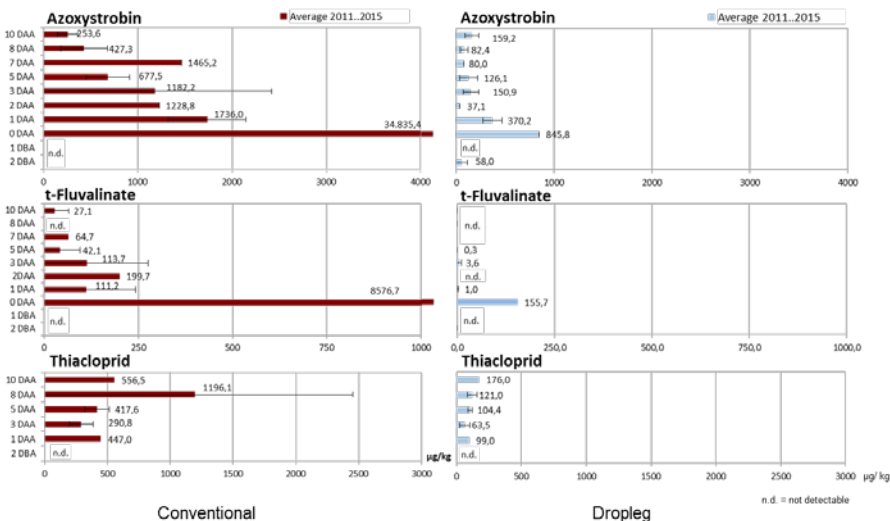 Azoxystrobin
Average 2011..2015
10 DAA 253,6
8 DAA 427,3
7 DAA 1465,2
5 DAA 677,5
3 DAA 1182,2
2 DAA 1228,8
1 DAA 1736,0
0 DAA 34.835,4
1 DBA n.d.
2 DBA
0 1000 2000 3000 4000
Azoxystrobin
Average 2011..2015
159,2
82,4
80,0
126,1
150,9
37,1
370,2
845,8
n.d.
58,0
0 1000 2000 3000 4000
t-Fluvalinate
10 DAA 27,1
8 DAA n.d.
7 DAA 64,7
5 DAA 42,1
3 DAA 113,7
2DAA 199,7
1 DAA 111,2
0 DAA 8576,7
1 DBA n.d.
2 DBA
0 250 500 750 1000
t-Fluvalinate
n.d.
0,3
3,6
n.d.
1,0
155,7
n.d.
0,0 250,0 500,0 750,0 1000,0
Thiacloprid
10 DAA 556,5
8 DAA 1196,1
5 DAA 417,6
3 DAA 290,8
1 DAA 447,0
2 DBA n.d.
µg/kg
0 500 1000 1500 2000 2500 3000
Thiacloprid
176,0
121,0
104,4
63,5
99,0
n.d.
0 500 1000 1500 2000 2500 3000 µg/ kg
n.d. = not detectable
Conventional
Dropleg